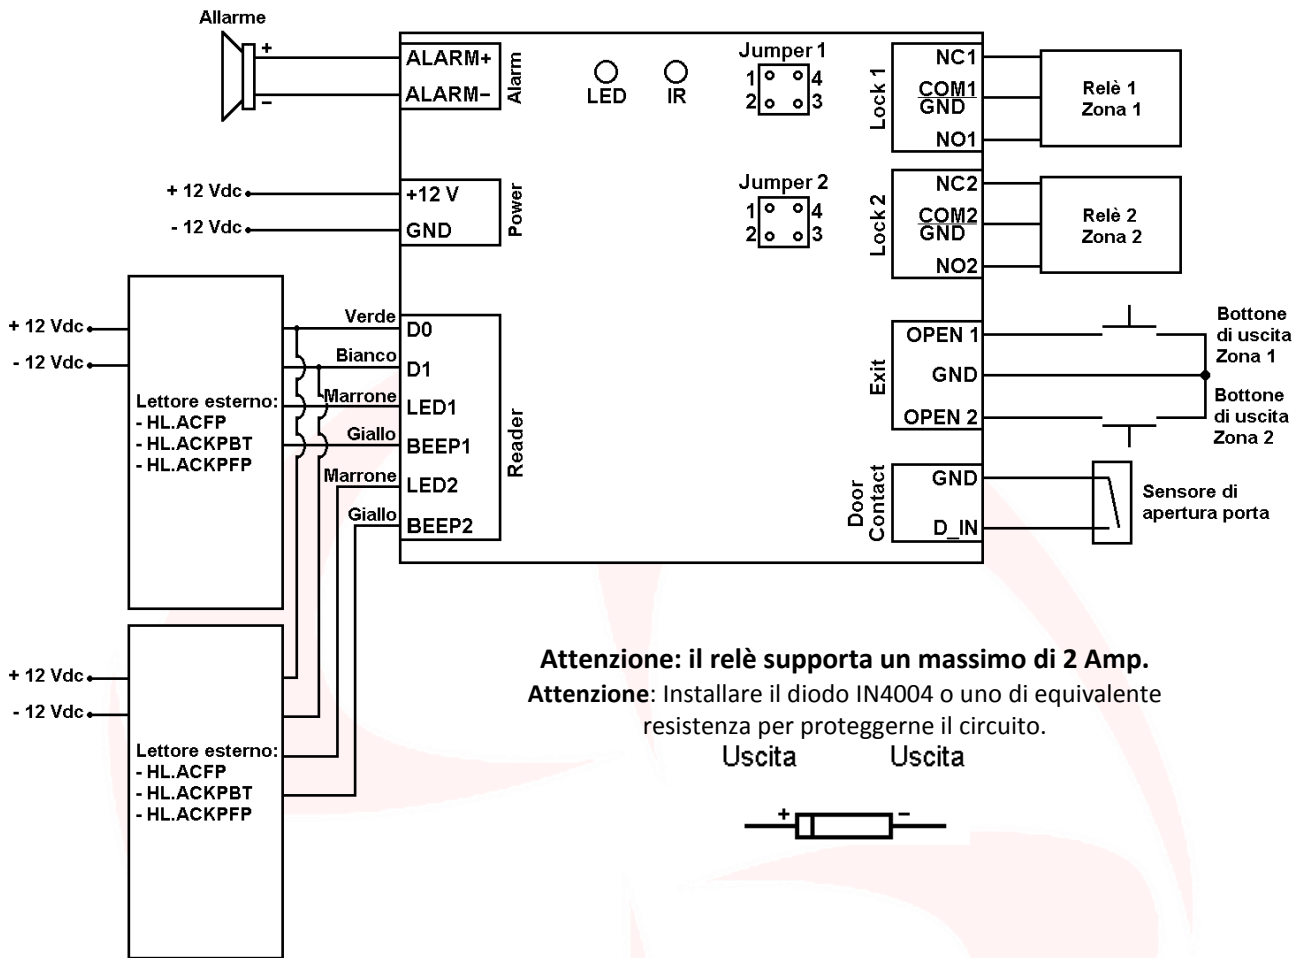 Allarme
+
-
ALARM+
ALARM-
Alarm
LED
IR
Jumper 1
1 4
2 3
Lock 1
NC1
COM1
GND
NO1
Relè 1
Zona 1
+ 12 Vdc
- 12 Vdc
+12 V
GND
Power
Jumper 2
1 4
2 3
Lock 2
NC2
COM2
GND
NO2
Relè 2
Zona 2
+ 12 Vdc
- 12 Vdc
Lettore esterno:
- HL.ACFP
- HL.ACKPBT
- HL.ACKPFP
Verde
Bianco
Marrone
Giallo
Marrone
Giallo
D0
D1
LED1
BEEP1
LED2
BEEP2
Reader
Exit
OPEN 1
GND
OPEN 2
Bottone
di uscita
Zona 1
Bottone
di uscita
Zona 2
Door
Contact
GND
D_IN
Sensore di
apertura porta
+ 12 Vdc
- 12 Vdc
Lettore esterno:
- HL.ACFP
- HL.ACKPBT
- HL.ACKPFP
Attenzione: il relè supporta un massimo di 2 Amp.
Attenzione: Installare il diodo IN4004 o uno di equivalente
resistenza per proteggerne il circuito.
Uscita Uscita
+ -